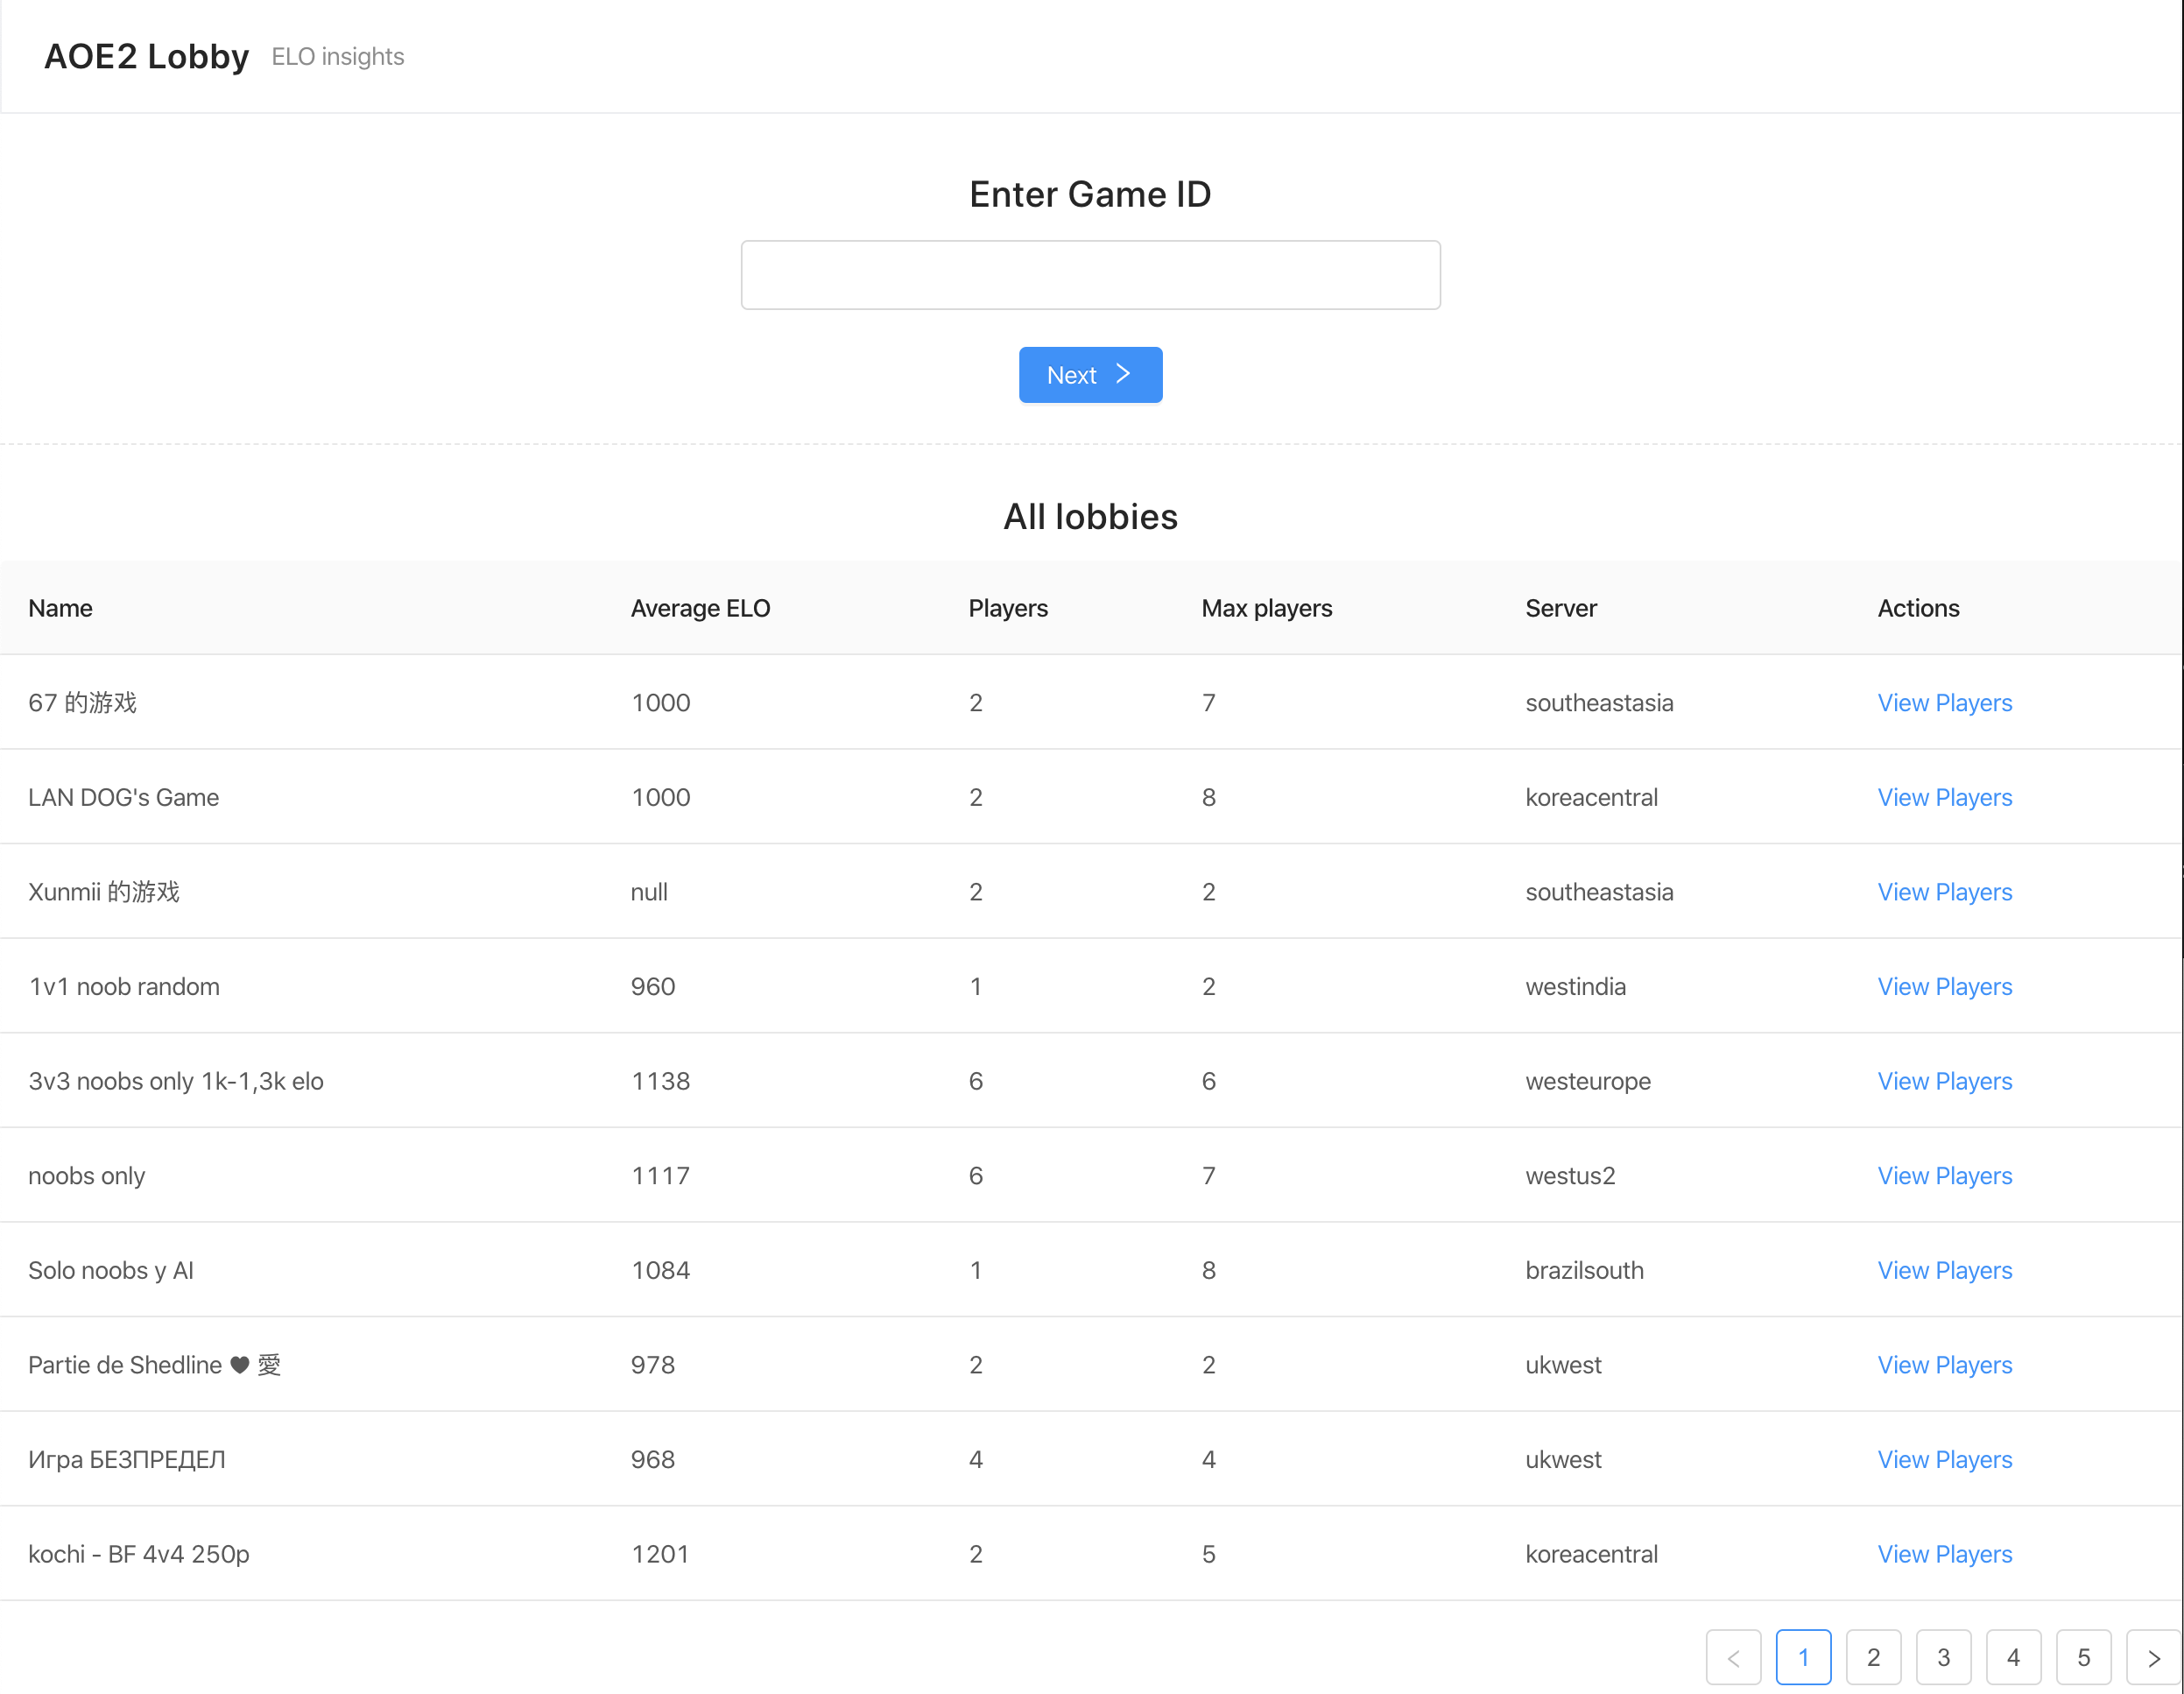 AOE2 Lobby ELO insights
Enter Game ID
Next
All lobbies
Name Average ELO Players Max players Server Actions
67 的游戏 1000 2 7 southeastasia View Players
LAN DOG's Game 1000 2 8 koreacentral View Players
Xunmii 的游戏 null 2 2 southeastasia View Players
1v1 noob random 960 1 2 westindia View Players
3v3 noobs only 1k-1,3k elo 1138 6 6 westeurope View Players
noobs only 1117 6 7 westus2 View Players
Solo noobs y AI 1084 1 8 brazilsouth View Players
Partie de Shedline ♥ 愛 978 2 2 ukwest View Players
Игра БЕЗПРЕДЕЛ 968 4 4 ukwest View Players
kochi - BF 4v4 250p 1201 2 5 koreacentral View Players
< 1 2 3 4 5 >